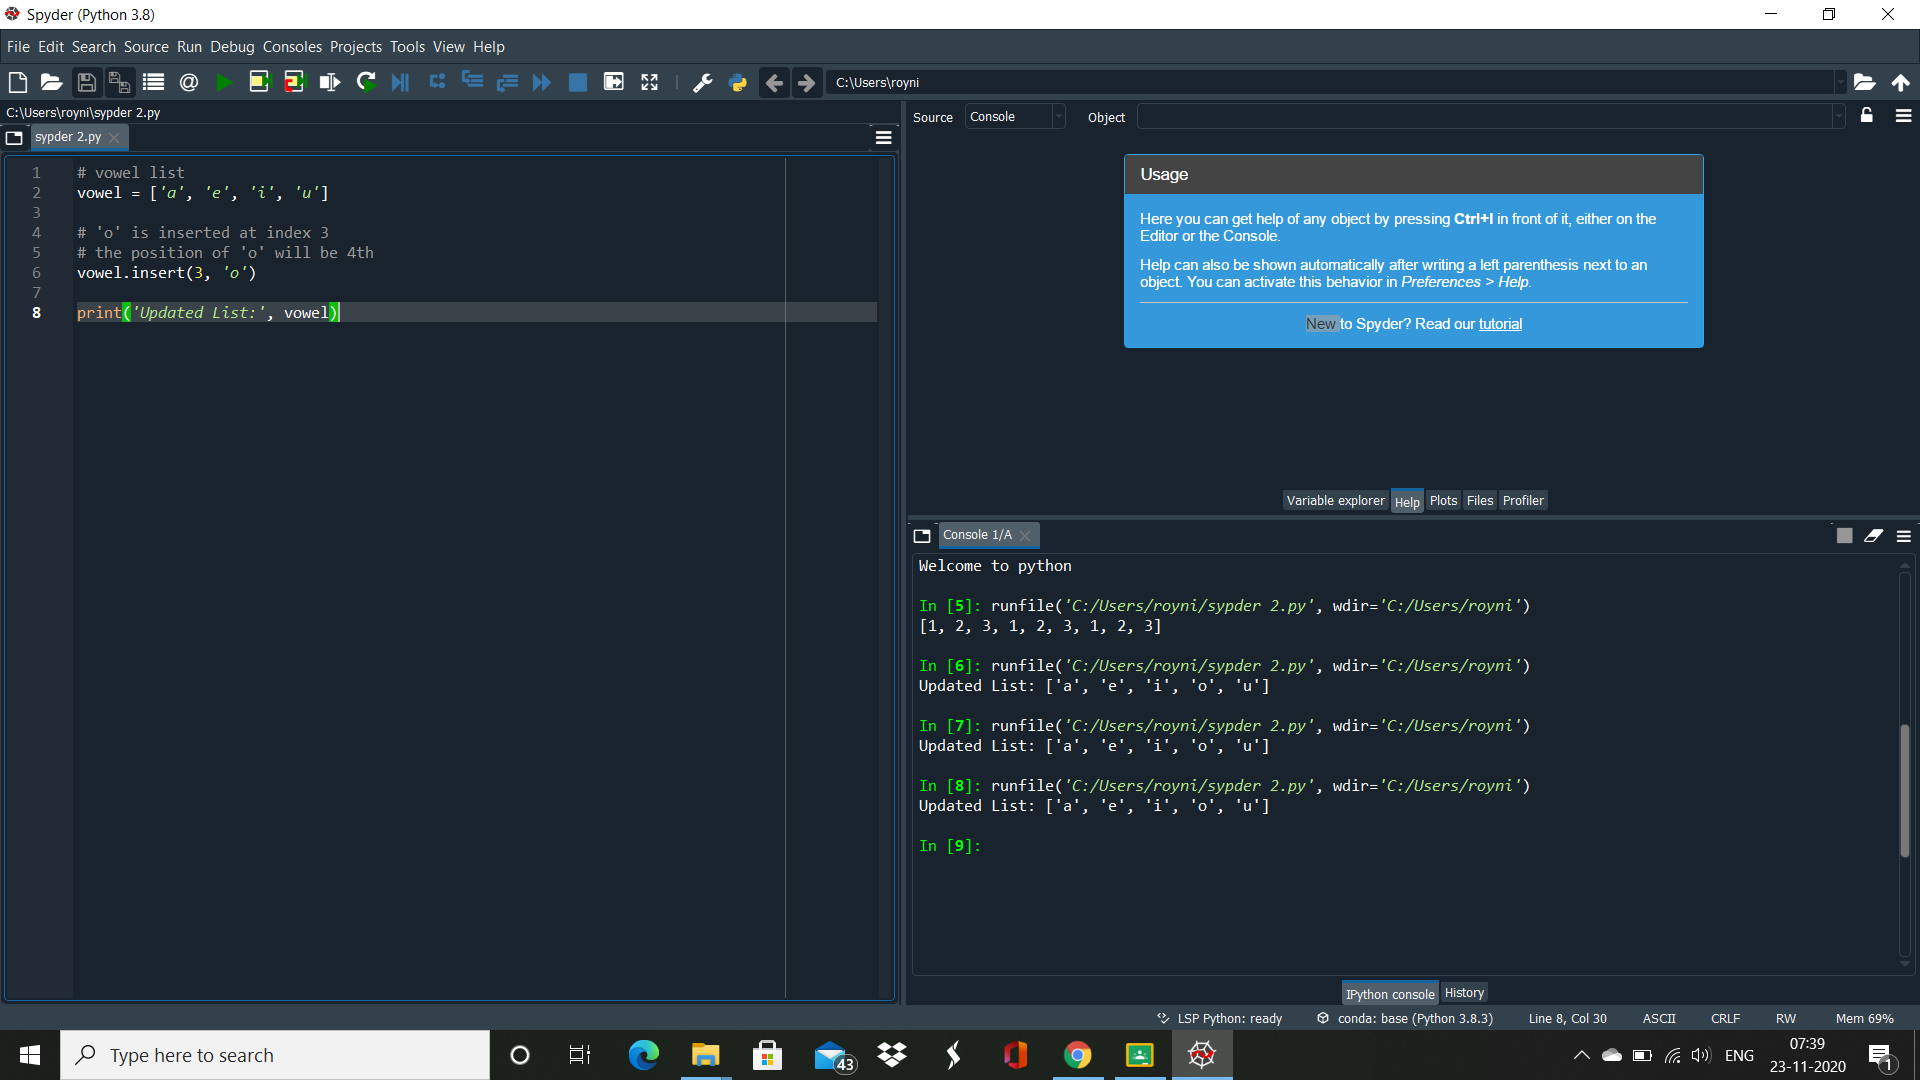 Spyder (Python 3.8)
File Edit Search Source Run Debug Consoles Projects Tools View Help
C:\Users\royni
C:\Users\royni\sypder 2.py
sypder 2.py
1 # vowel list
2 vowel = ['a', 'e', 'i', 'u']
3
4 # 'o' is inserted at index 3
5 # the position of 'o' will be 4th
6 vowel.insert(3, 'o')
7
8 print('Updated List:', vowel)
Source Console Object
Usage
Here you can get help of any object by pressing Ctrl+I in front of it, either on the
Editor or the Console.
Help can also be shown automatically after writing a left parenthesis next to an
object. You can activate this behavior in Preferences > Help.
New to Spyder? Read our tutorial
Variable explorer Help Plots Files Profiler
Console 1/A
Welcome to python
In [5]: runfile('C:/Users/royni/sypder 2.py', wdir='C:/Users/royni')
[1, 2, 3, 1, 2, 3, 1, 2, 3]
In [6]: runfile('C:/Users/royni/sypder 2.py', wdir='C:/Users/royni')
Updated List: ['a', 'e', 'i', 'o', 'u']
In [7]: runfile('C:/Users/royni/sypder 2.py', wdir='C:/Users/royni')
Updated List: ['a', 'e', 'i', 'o', 'u']
In [8]: runfile('C:/Users/royni/sypder 2.py', wdir='C:/Users/royni')
Updated List: ['a', 'e', 'i', 'o', 'u']
In [9]:
IPython console History
LSP Python: ready conda: base (Python 3.8.3) Line 8, Col 30 ASCII CRLF RW Mem 69%
Type here to search
43
ENG
07:39
23-11-2020
1